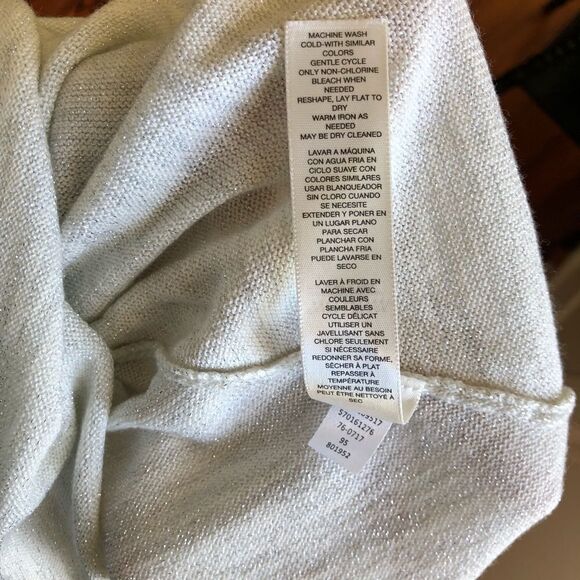 MACHINE WASH
COLD-WITH SIMILAR
COLORS
GENTLE CYCLE
ONLY NON-CHLORINE
BLEACH WHEN
NEEDED
RESHAPE, LAY FLAT TO
DRY
WARM IRON AS
NEEDED
MAY BE DRY CLEANED
LAVAR A MÁQUINA
CON AGUA FRIA EN
CICLO SUAVE CON
COLORES SIMILARES
USAR BLANQUEADOR
SIN CLORO CUANDO
SE NECESITE
EXTENDER Y PONER EN
UN LUGAR PLANO
PARA SECAR
PLANCHAR CON
PLANCHA FRIA
PUEDE LAVARSE EN
SECO
LAVER À FROID EN
MACHINE AVEC
COULEURS
SEMBLABLES
CYCLE DÉLICAT
UTILISER UN
JAVELLISANT SANS
CHLORE SEULEMENT
SI NÉCESSAIRE
REDONNER SA FORME,
SÉCHER À PLAT
REPASSER À
TEMPÉRATURE
MOYENNE AU BESOIN
PEUT ÊTRE NETTOYÉ À
SEC
570161276
76-0717
95
801952